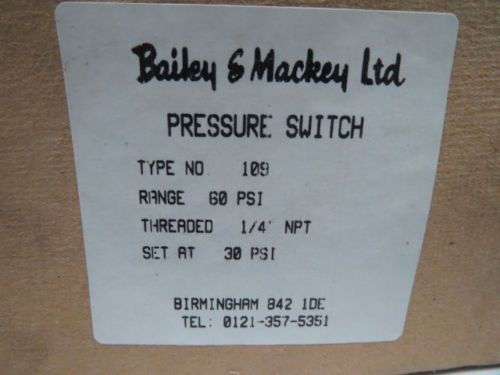 Bailey & Mackey Ltd
PRESSURE SWITCH
TYPE NO 109
RANGE 60 PSI
THREADED 1/4" NPT
SET AT 30 PSI
BIRMINGHAM B42 1DE
TEL: 0121-357-5351